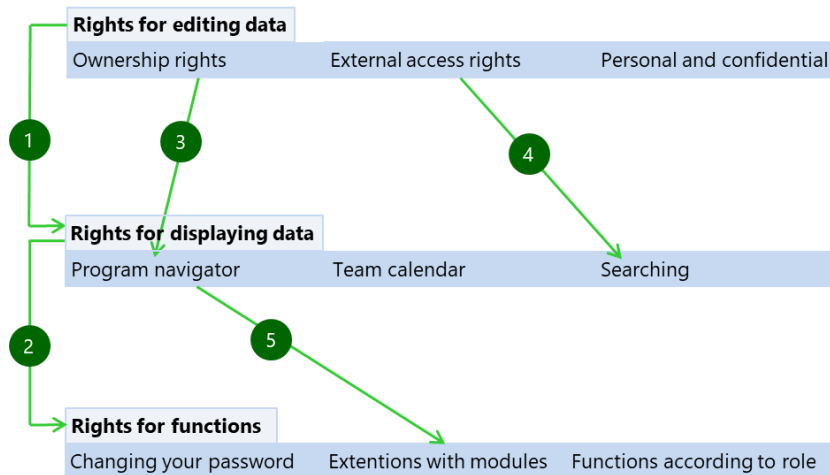 Rights for editing data
Ownership rights External access rights Personal and confidential
1
3
4
Rights for displaying data
Program navigator Team calendar Searching
2
5
Rights for functions
Changing your password Extentions with modules Functions according to role